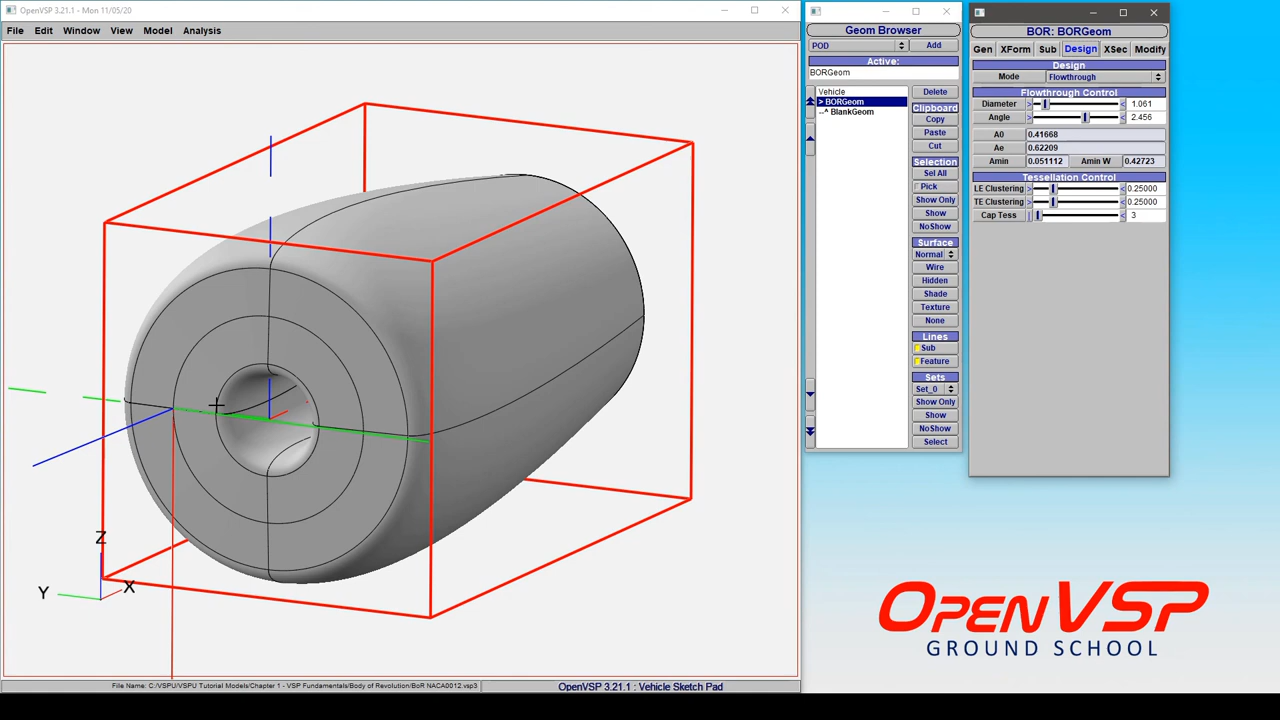 OpenVSP 3.21.1 - Mon 11/05/20
File Edit Window View Model Analysis
Z
Y
X
File Name: C:/VSPU/VSPU Tutorial Models/Chapter 1 - VSP Fundamentals/Body of Revolution/BoR NACA0012.vsp3
OpenVSP 3.21.1 : Vehicle Sketch Pad
Geom Browser
POD Add
Active:
BORGeom
Vehicle
> BORGeom
--^ BlankGeom
Delete
Clipboard
Copy
Paste
Cut
Selection
Sel All
Pick
Show Only
Show
NoShow
Surface
Normal
Wire
Hidden
Shade
Texture
None
Lines
Sub
Feature
Sets
Set_0
Show Only
Show
NoShow
Select
BOR: BORGeom
Gen XForm Sub Design XSec Modify
Design
Mode Flowthrough
Flowthrough Control
Diameter > < 1.061
Angle > < 2.456
A0 0.41668
Ae 0.62209
Amin 0.051112 Amin W 0.42723
Tessellation Control
LE Clustering > < 0.25000
TE Clustering > < 0.25000
Cap Tess | < 3
OPENVSP
GROUND SCHOOL